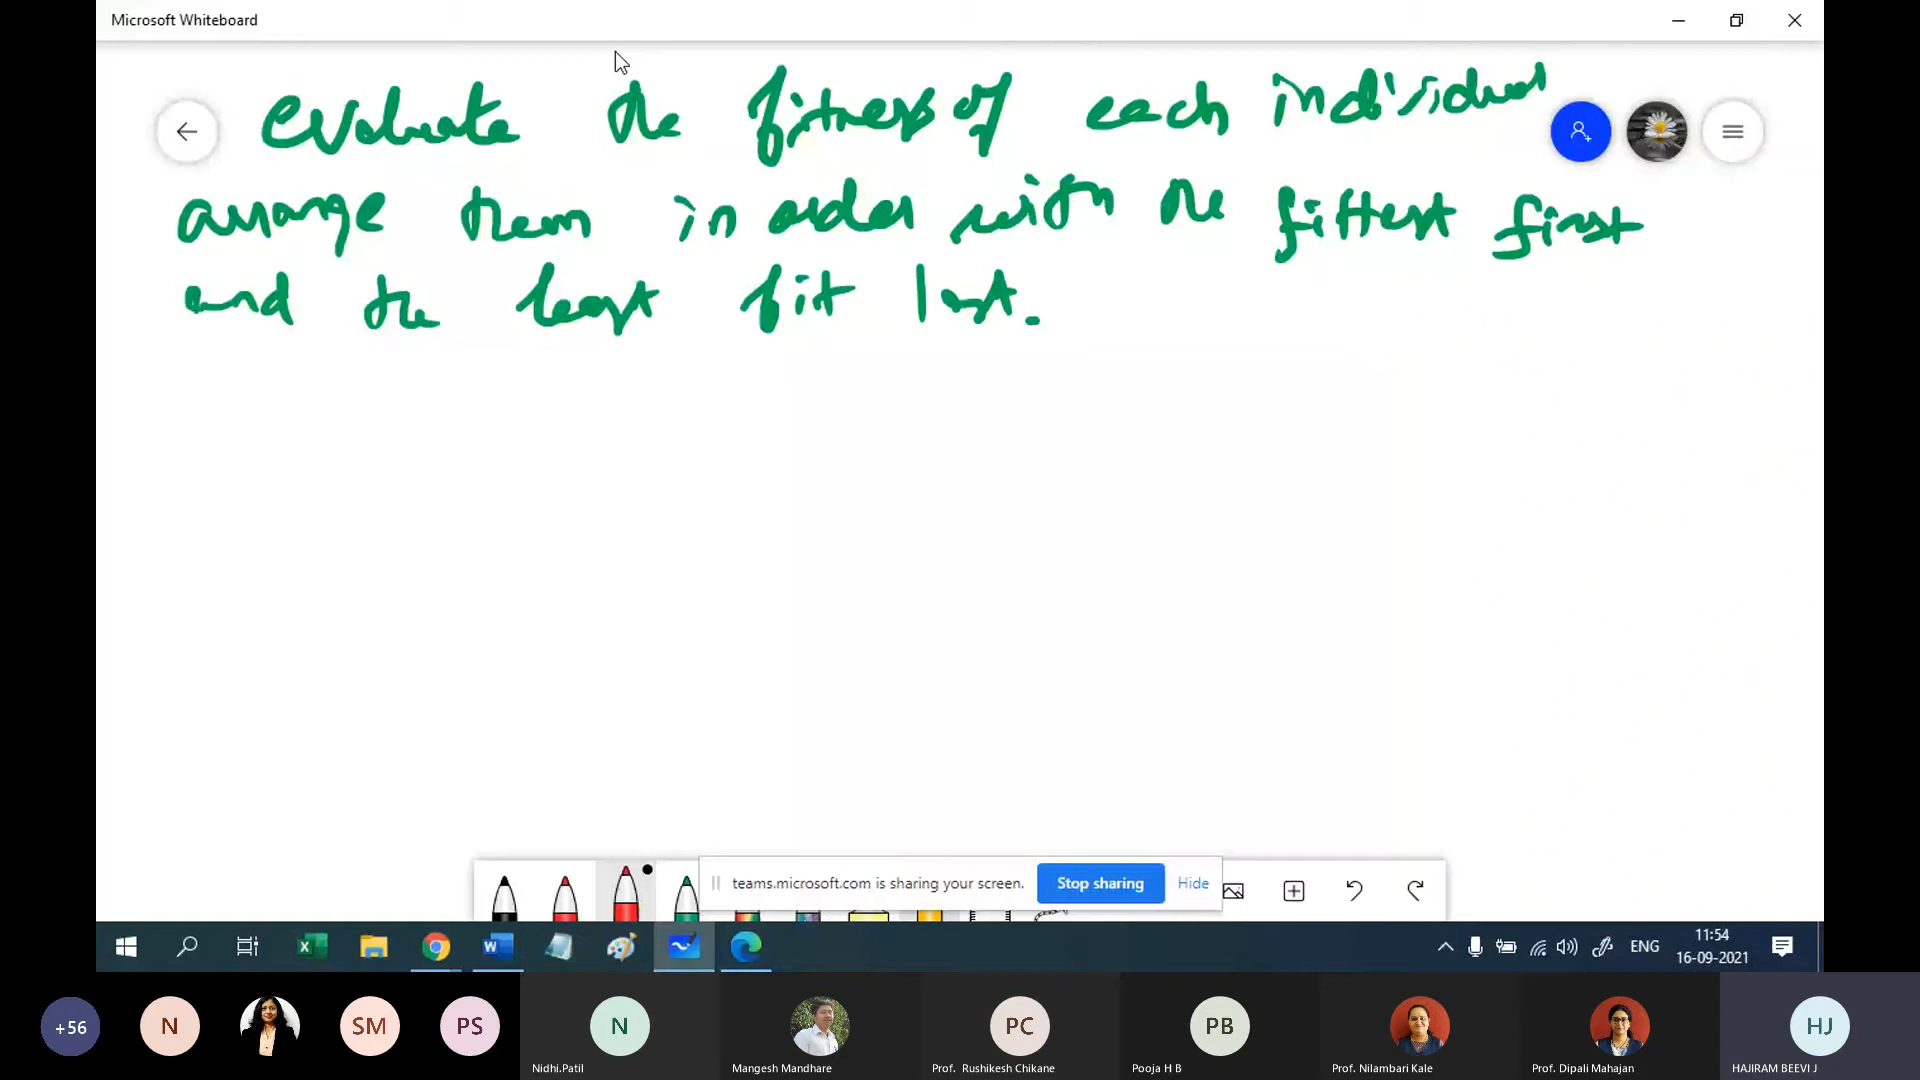 Microsoft Whiteboard
evaluate the fitness of each individual
arrange them in order with the fittest first
and the least fit last.
teams.microsoft.com is sharing your screen. Stop sharing Hide
ENG
11:54
16-09-2021
+56 N SM PS N PC PB HJ
Nidhi.Patil Mangesh Mandhare Prof. Rushikesh Chikane Pooja H B Prof. Nilambari Kale Prof. Dipali Mahajan HAJIRAM BEEVI J